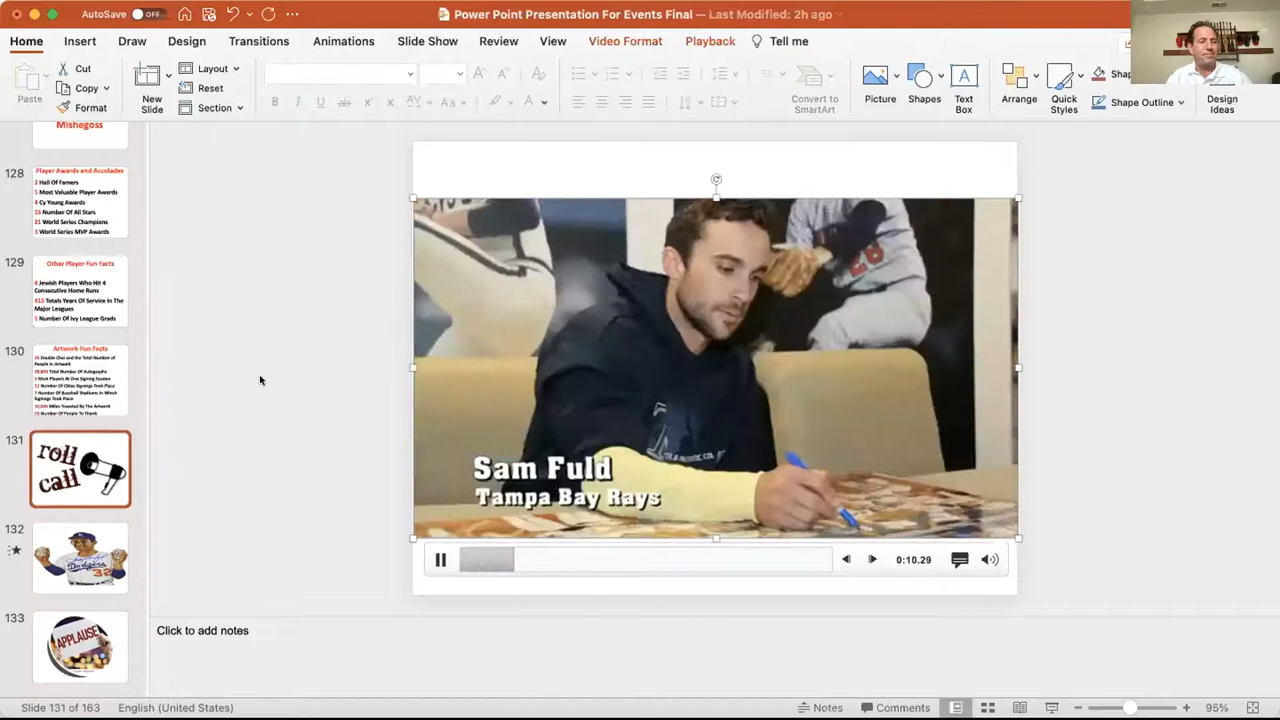 AutoSave OFF
Power Point Presentation For Events Final — Last Modified: 2h ago
Home Insert Draw Design Transitions Animations Slide Show Review View Video Format Playback Tell me
Paste
Cut
Copy
Format
New Slide
Layout
Reset
Section
Convert to SmartArt
Picture
Shapes
Text Box
Arrange
Quick Styles
Shape Outline
Design Ideas
Mishegoss
128
Player Awards and Accolades
2 Hall Of Famers
5 Most Valuable Player Awards
4 Cy Young Awards
15 Number Of All Stars
21 World Series Champions
3 World Series MVP Awards
129
Other Player Fun Facts
4 Jewish Players Who Hit 4
Consecutive Home Runs
413 Totals Years Of Service In The
Major Leagues
5 Number Of Ivy League Grads
130
Artwork Fun Facts
131
roll
call
132
Dodgers
32
133
APPLAUSE
26
Sam Fuld
Tampa Bay Rays
0:10.29
Click to add notes
Slide 131 of 163 English (United States) Notes Comments 95%